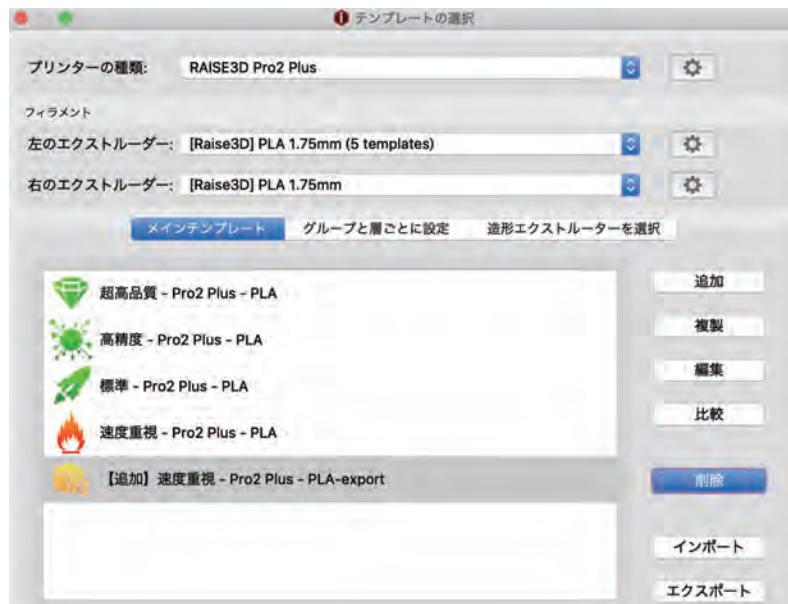 テンプレートの選択
プリンターの種類: RAISE3D Pro2 Plus
フィラメント
左のエクストルーダー: [Raise3D] PLA 1.75mm (5 templates)
右のエクストルーダー: [Raise3D] PLA 1.75mm
メインテンプレート グループと層ごとに設定 造形エクストルーターを選択
超高品質 - Pro2 Plus - PLA
高精度 - Pro2 Plus - PLA
標準 - Pro2 Plus - PLA
速度重視 - Pro2 Plus - PLA
【追加】速度重視 - Pro2 Plus - PLA-export
追加
複製
編集
比較
削除
インポート
エクスポート